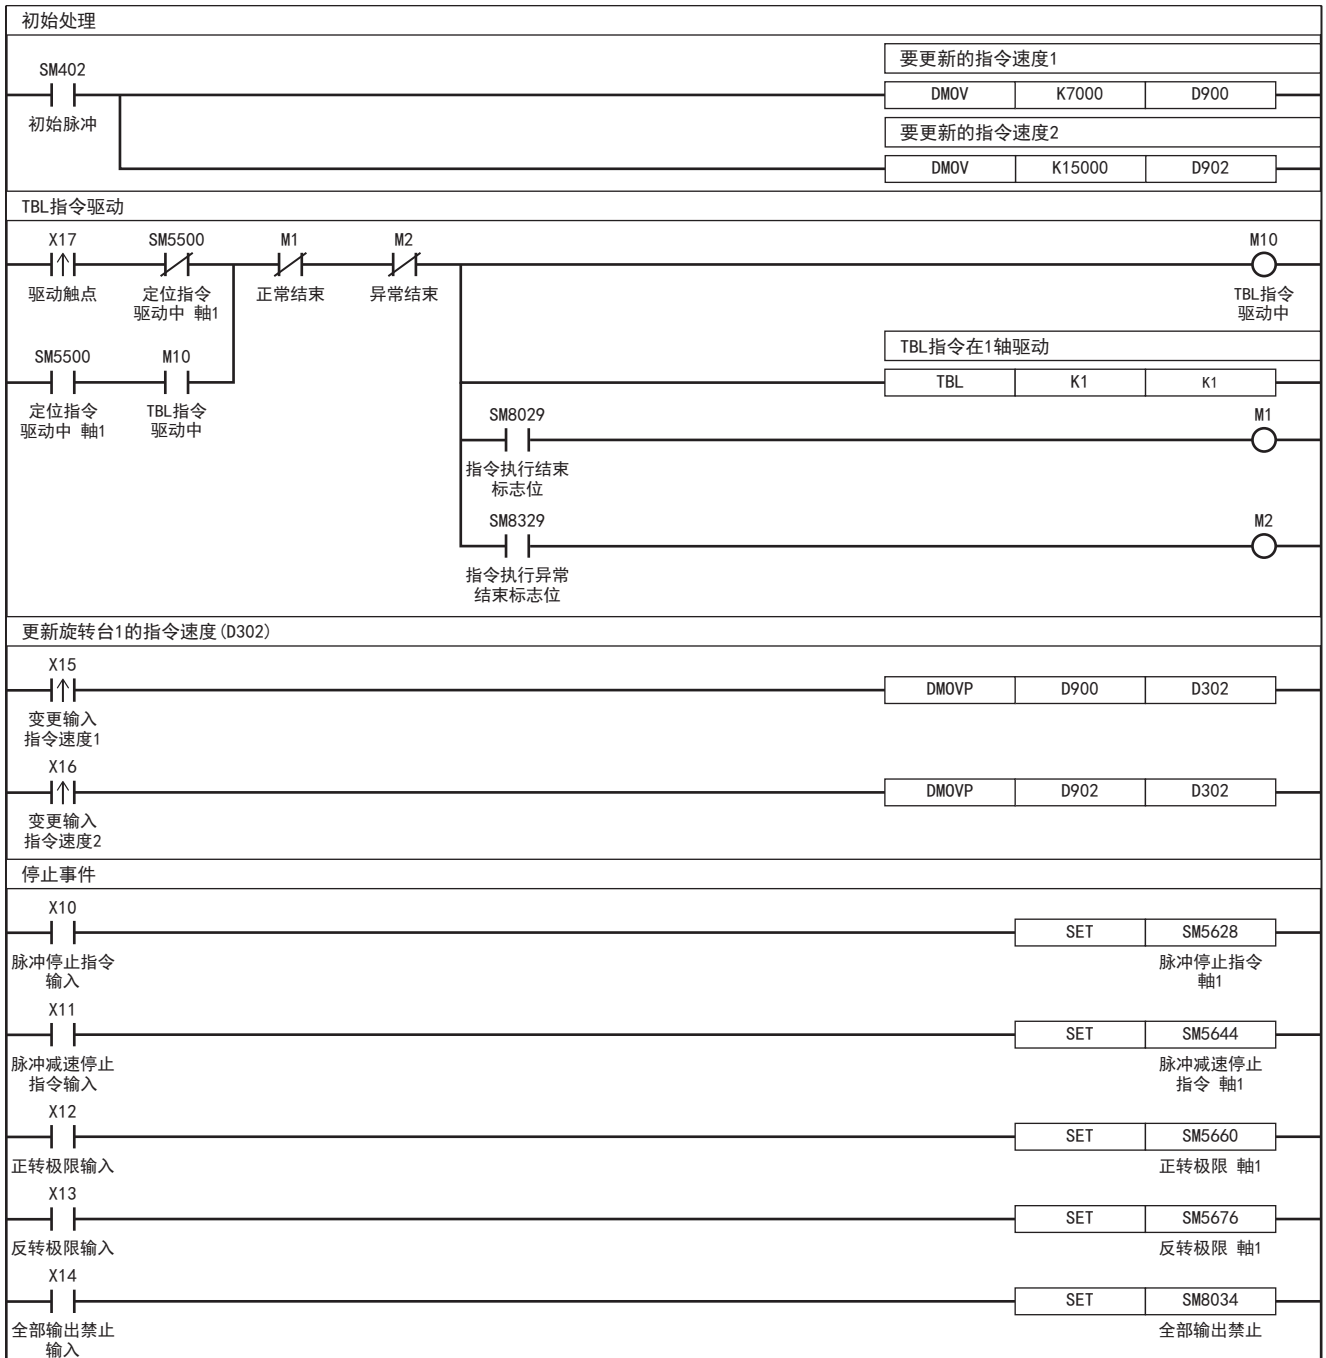 初始处理
要更新的指令速度1
SM402
DMOV K7000 D900
初始脉冲
要更新的指令速度2
DMOV K15000 D902
TBL指令驱动
X17 SM5500 M1 M2 M10
驱动触点 定位指令 正常结束 异常结束 TBL指令
驱动中 軸1 驱动中
TBL指令在1轴驱动
SM5500 M10
TBL K1 K1
定位指令 TBL指令
驱动中 軸1 驱动中
SM8029 M1
指令执行结束
标志位
SM8329 M2
指令执行异常
结束标志位
更新旋转台1的指令速度(D302)
X15
DMOVP D900 D302
变更输入
指令速度1
X16
DMOVP D902 D302
变更输入
指令速度2
停止事件
X10
SET SM5628
脉冲停止指令 脉冲停止指令
输入 軸1
X11
SET SM5644
脉冲减速停止 脉冲减速停止
指令输入 指令 軸1
X12
SET SM5660
正转极限输入 正转极限 軸1
X13
SET SM5676
反转极限输入 反转极限 軸1
X14
SET SM8034
全部输出禁止 全部输出禁止
输入